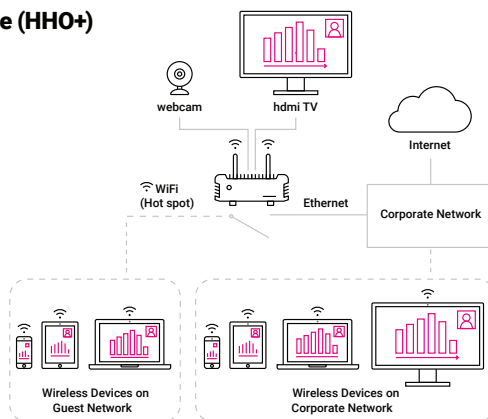 e (HHO+)
webcam
hdmi TV
Internet
WiFi
(Hot spot)
Ethernet
Corporate Network
Wireless Devices on
Guest Network
Wireless Devices on
Corporate Network